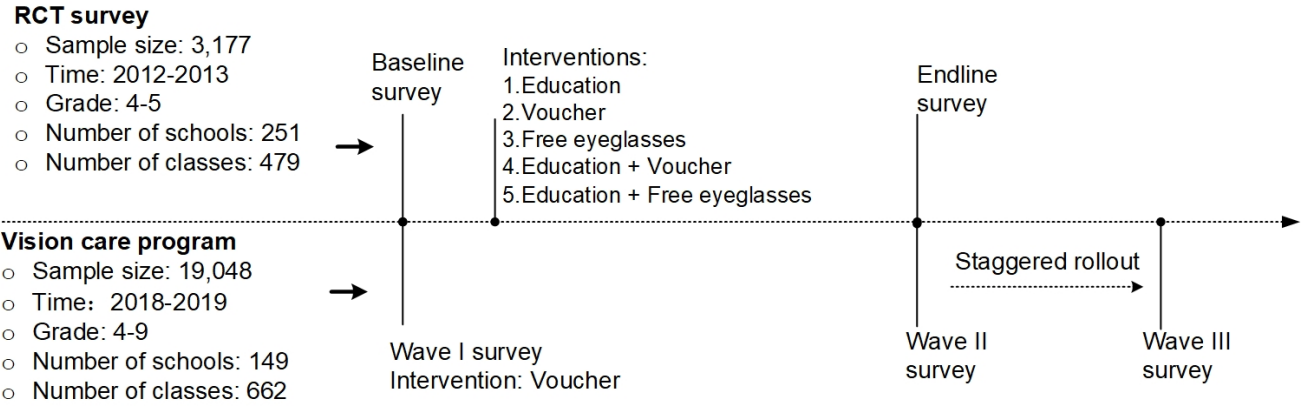 RCT survey
o Sample size: 3,177
o Time: 2012-2013
o Grade: 4-5
o Number of schools: 251
o Number of classes: 479
Baseline
survey
Interventions:
1.Education
2.Voucher
3.Free eyeglasses
4.Education + Voucher
5.Education + Free eyeglasses
Endline
survey
Vision care program
o Sample size: 19,048
o Time：2018-2019
o Grade: 4-9
o Number of schools: 149
o Number of classes: 662
Wave I survey
Intervention: Voucher
Staggered rollout
Wave II
survey
Wave III
survey